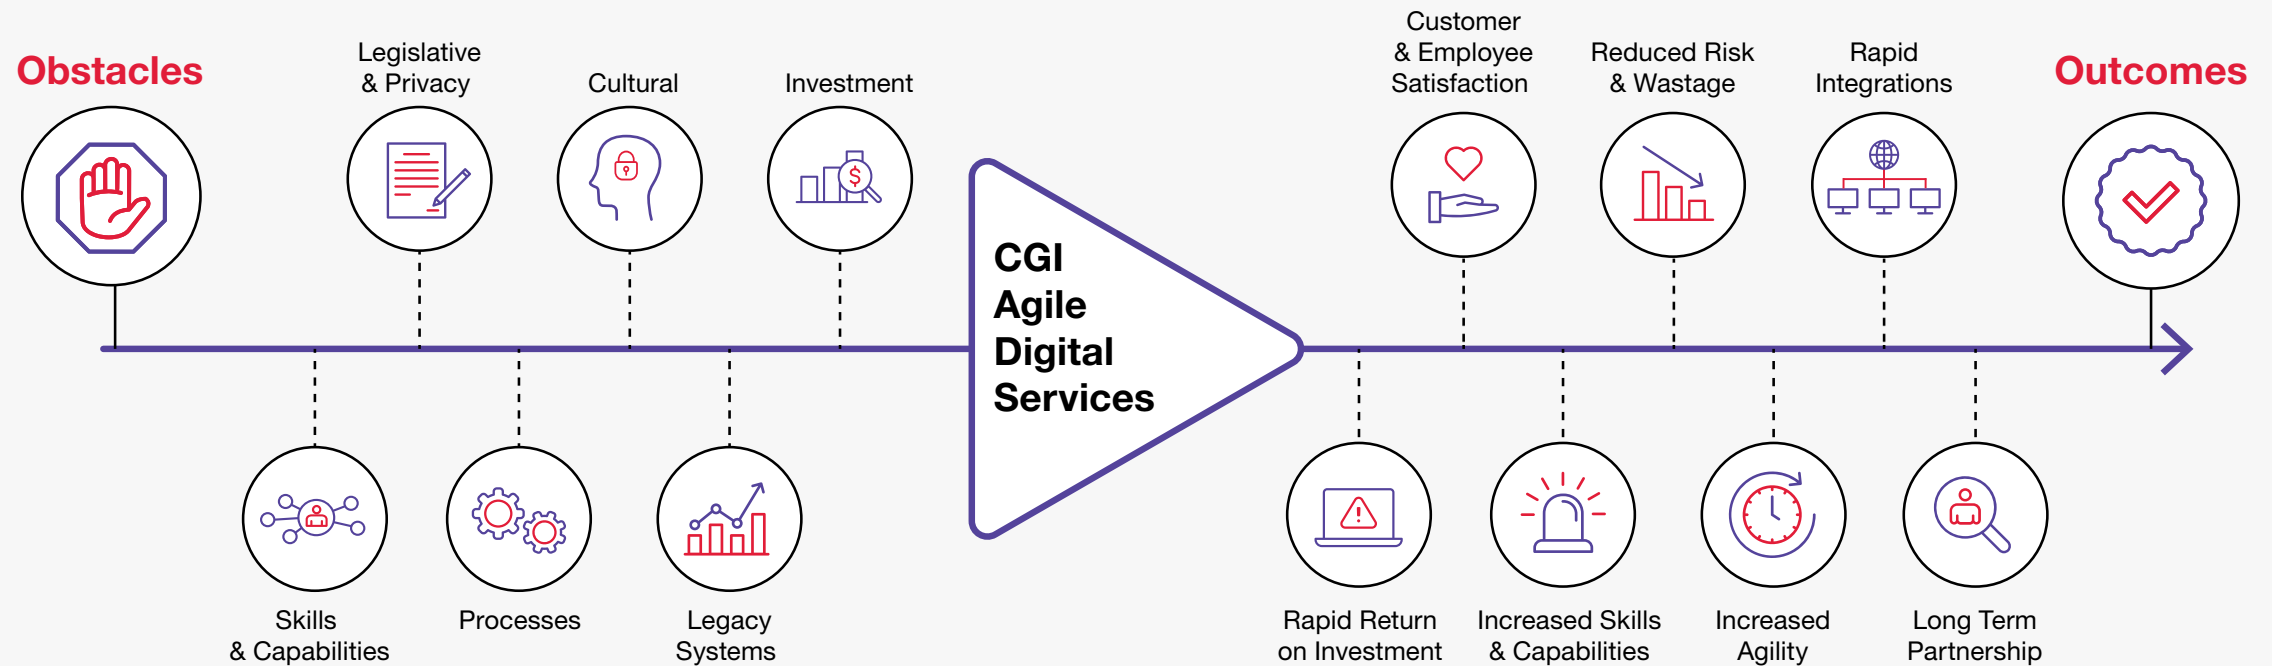 Obstacles
Legislative
& Privacy
Cultural
Investment
Skills
& Capabilities
Processes
Legacy
Systems
$
CGI
Agile
Digital
Services
Customer
& Employee
Satisfaction
Reduced Risk
& Wastage
Rapid
Integrations
Outcomes
!
Rapid Return
on Investment
Increased Skills
& Capabilities
Increased
Agility
Long Term
Partnership